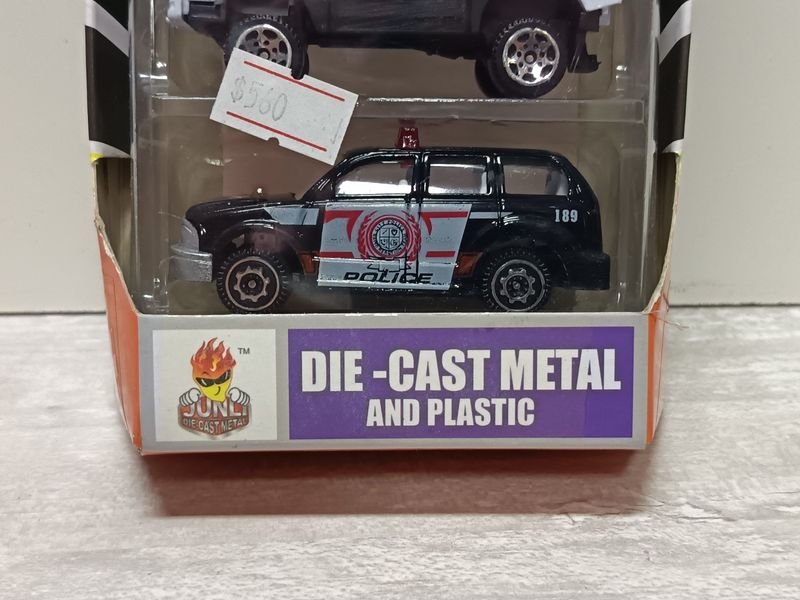 $560
189
POLICE
TM
JUNLI
DIE-CAST METAL
DIE -CAST METAL
AND PLASTIC